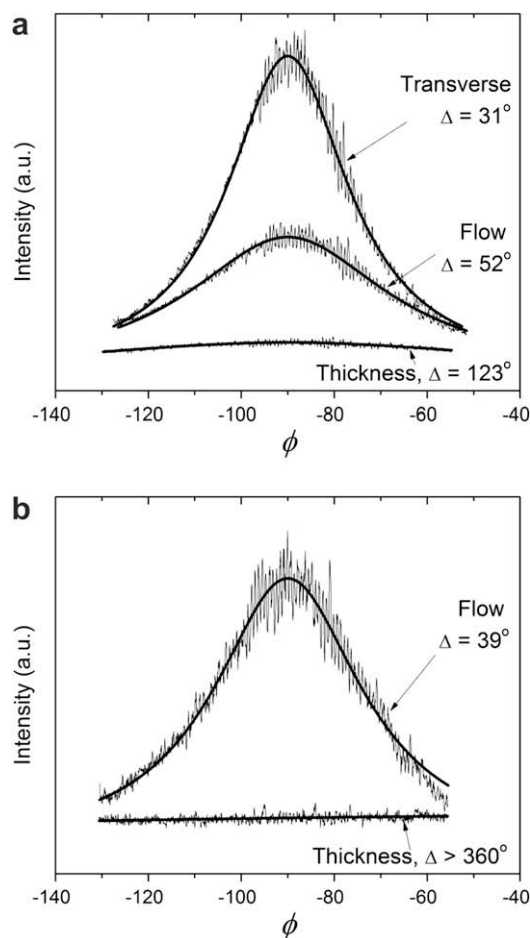 a
Transverse
Δ = 31°
Flow
Δ = 52°
Thickness, Δ = 123°
Intensity (a.u.)
-140 -120 -100 -80 -60 -40
ϕ
b
Flow
Δ = 39°
Thickness, Δ > 360°
Intensity (a.u.)
-140 -120 -100 -80 -60 -40
ϕ